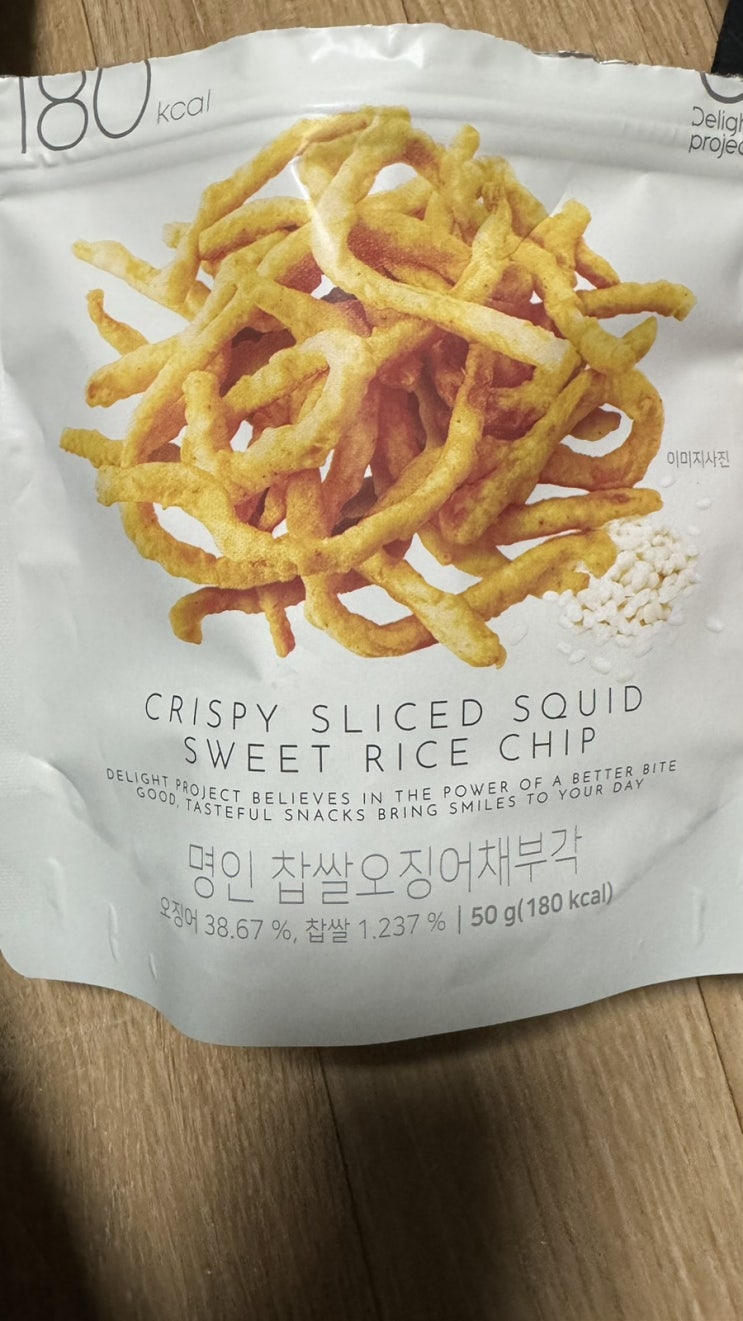 180 kcal
Delight
project
이미지사진
CRISPY SLICED SQUID
SWEET RICE CHIP
DELIGHT PROJECT BELIEVES IN THE POWER OF A BETTER BITE
GOOD, TASTEFUL SNACKS BRING SMILES TO YOUR DAY
명인 찹쌀오징어채부각
오징어 38.67 %, 찹쌀 1.237 % | 50 g(180 kcal)